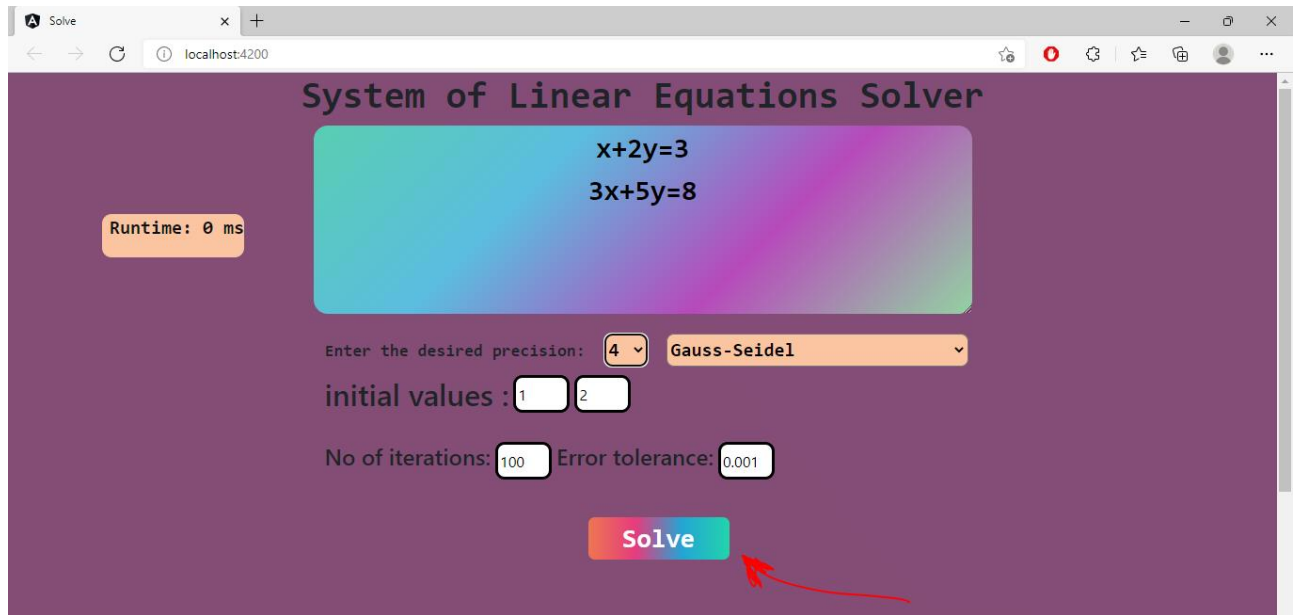 Solve
localhost:4200
System of Linear Equations Solver
x+2y=3
3x+5y=8
Runtime: 0 ms
Enter the desired precision: 4 Gauss-Seidel
initial values : 1 2
No of iterations: 100 Error tolerance: 0.001
Solve